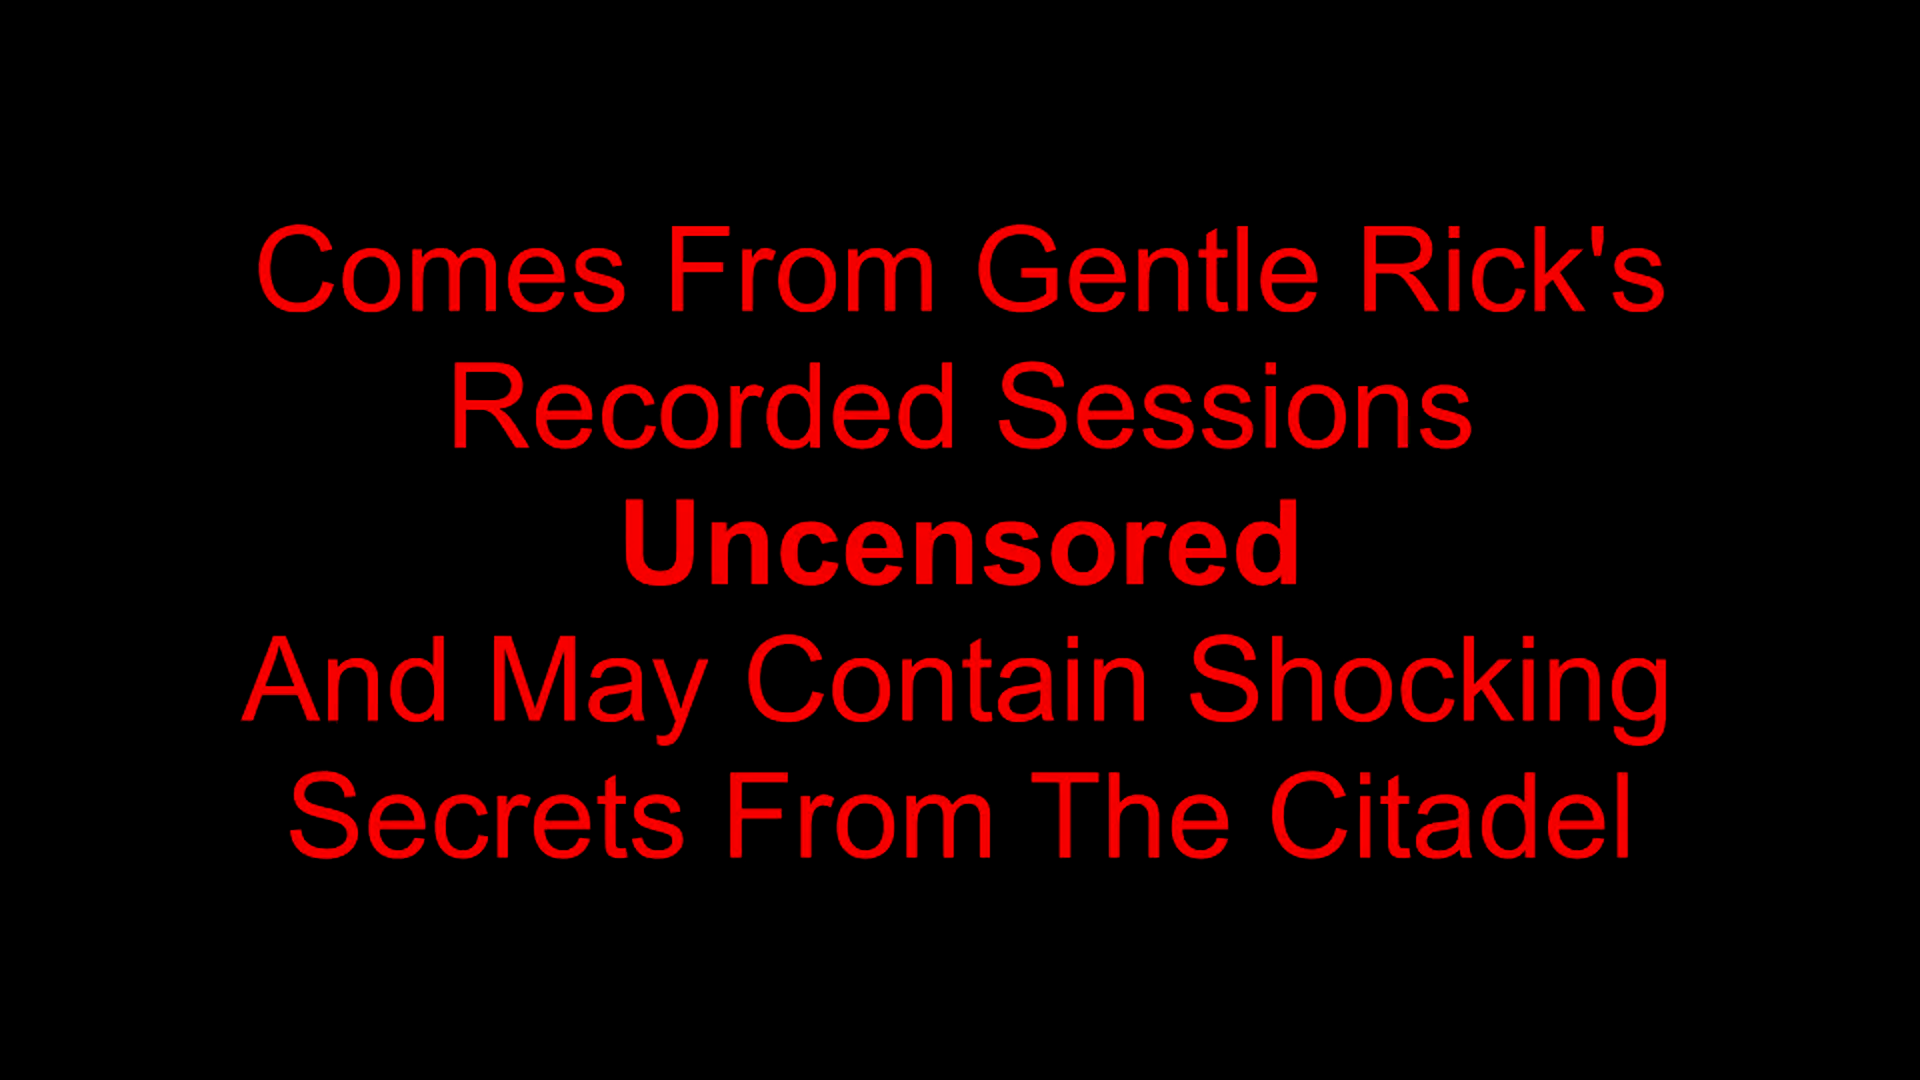 Comes From Gentle Rick's
Recorded Sessions
Uncensored
And May Contain Shocking
Secrets From The Citadel